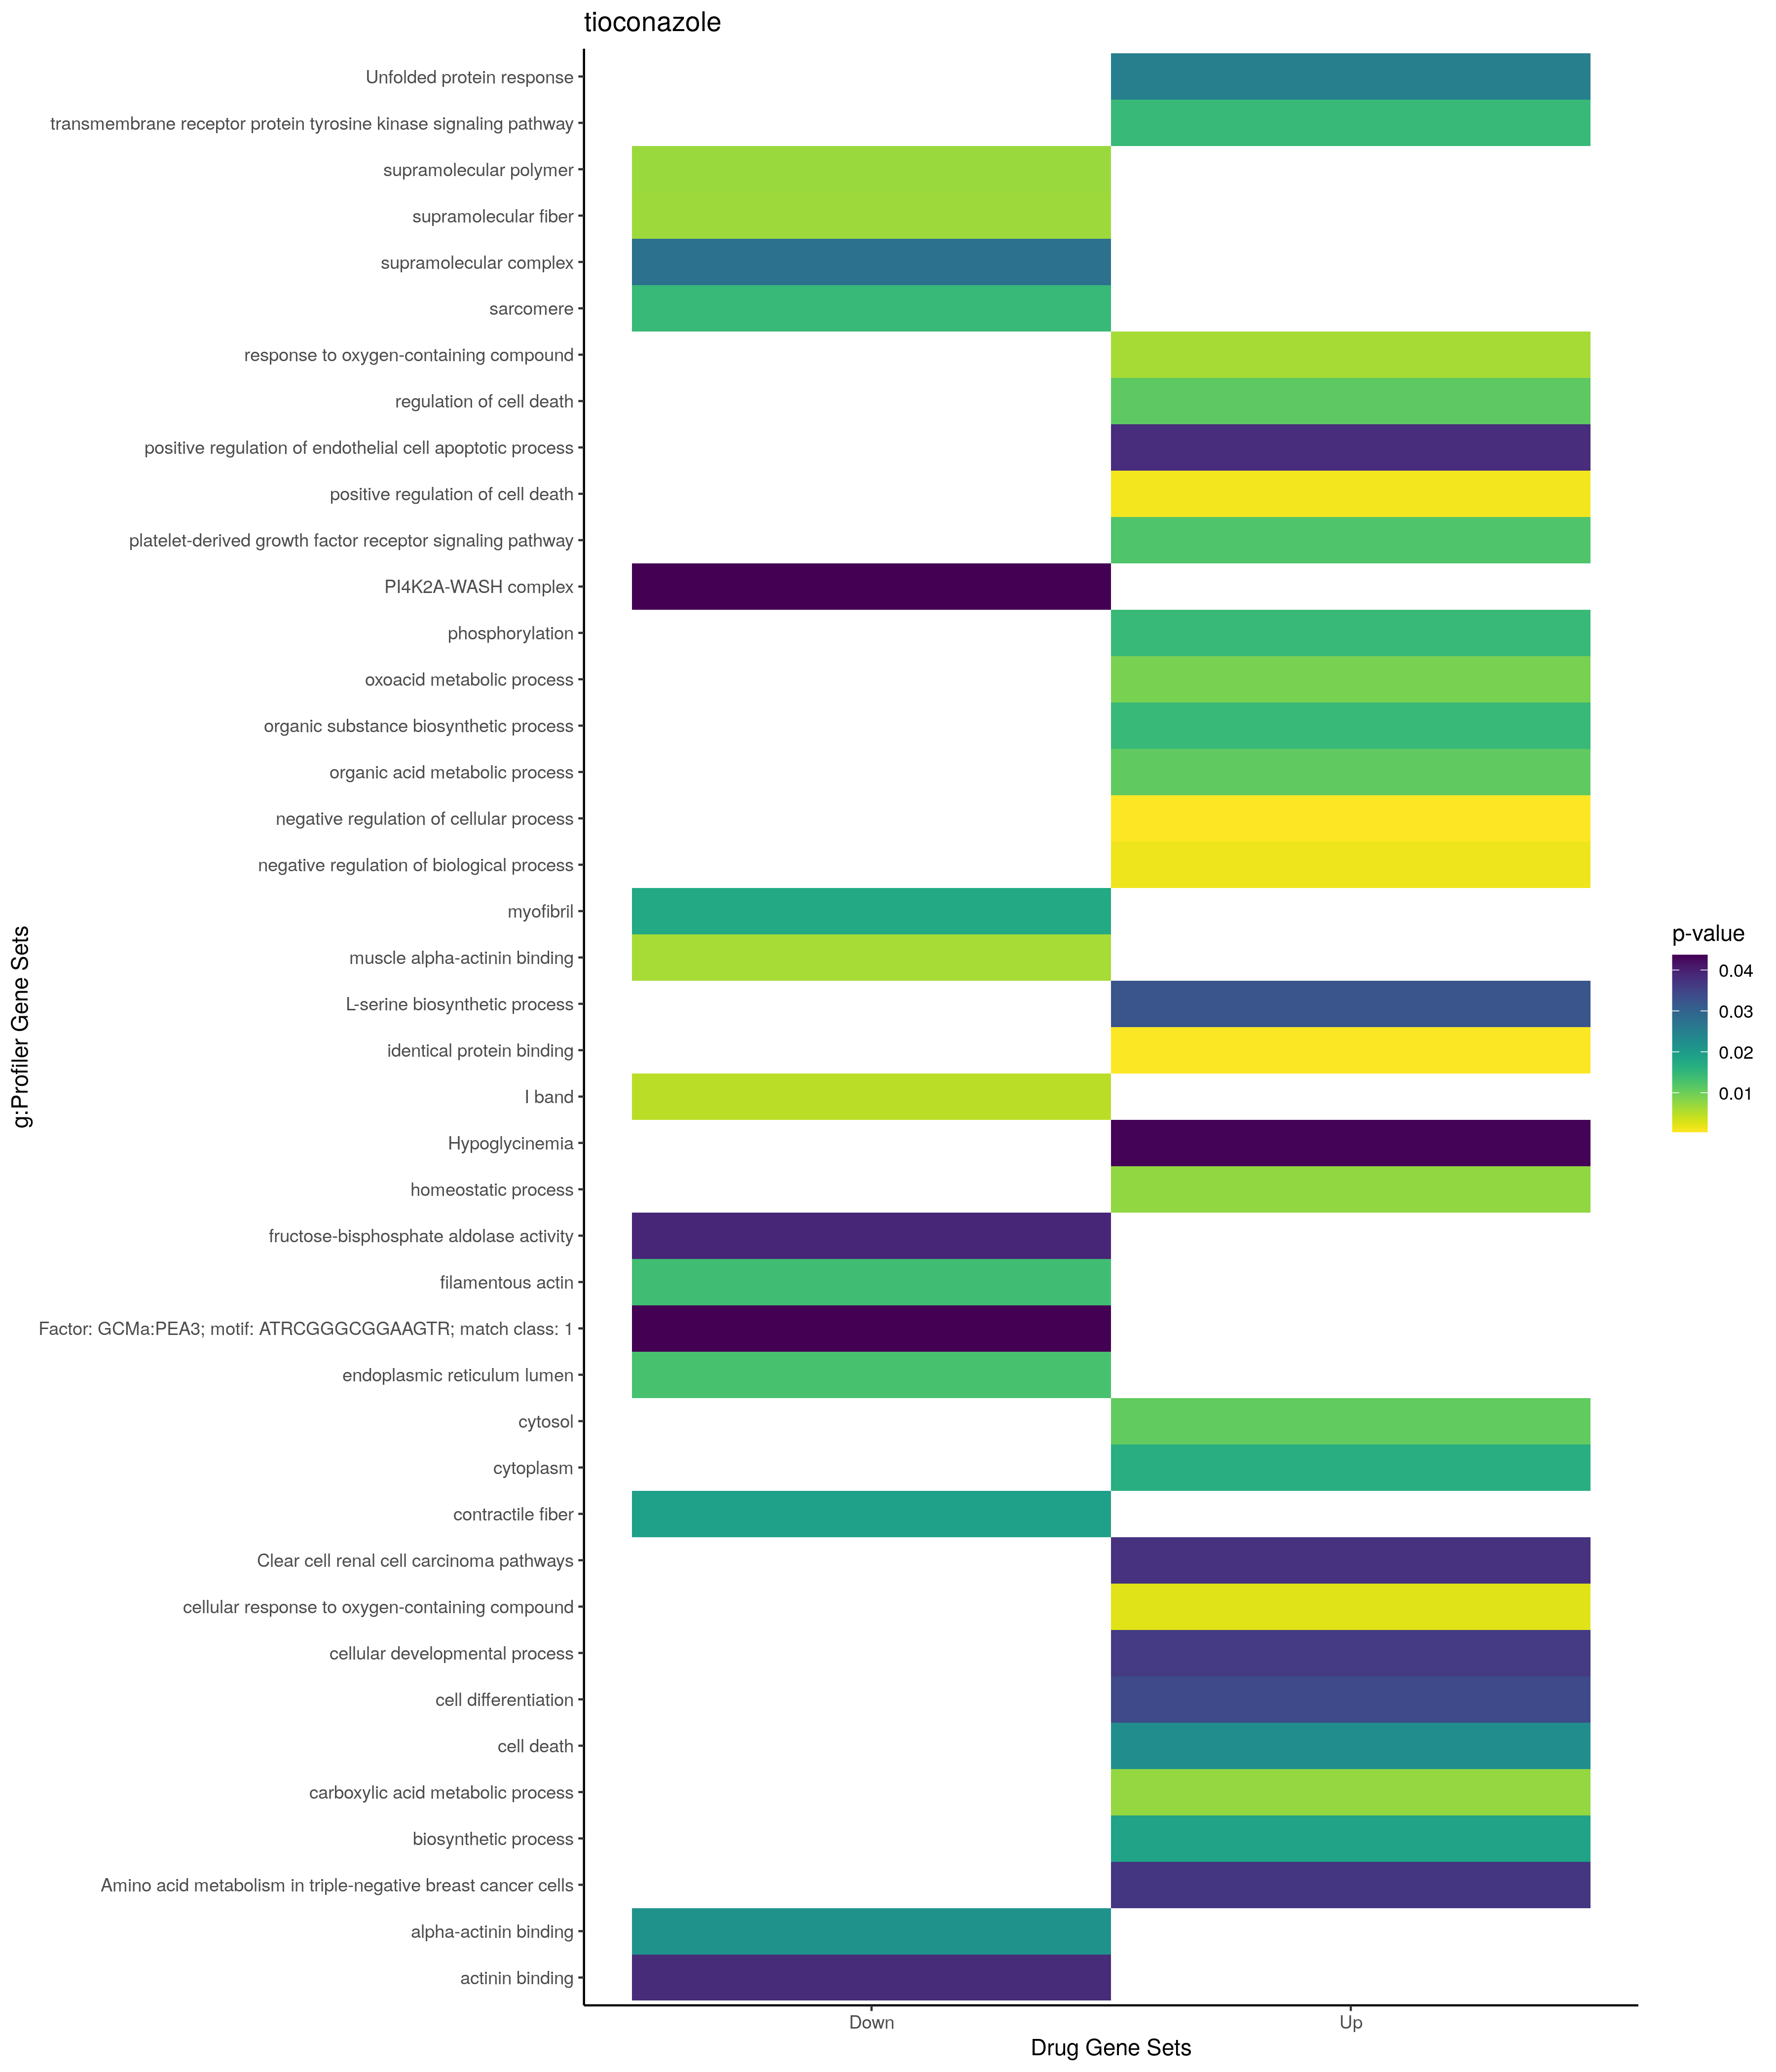 tioconazole
Unfolded protein response
transmembrane receptor protein tyrosine kinase signaling pathway
supramolecular polymer
supramolecular fiber
supramolecular complex
sarcomere
response to oxygen-containing compound
regulation of cell death
positive regulation of endothelial cell apoptotic process
positive regulation of cell death
platelet-derived growth factor receptor signaling pathway
PI4K2A-WASH complex
phosphorylation
oxoacid metabolic process
organic substance biosynthetic process
organic acid metabolic process
negative regulation of cellular process
negative regulation of biological process
myofibril
muscle alpha-actinin binding
L-serine biosynthetic process
identical protein binding
I band
Hypoglycinemia
homeostatic process
fructose-bisphosphate aldolase activity
filamentous actin
Factor: GCMa:PEA3; motif: ATRCGGGCGGAAGTR; match class: 1
endoplasmic reticulum lumen
cytosol
cytoplasm
contractile fiber
Clear cell renal cell carcinoma pathways
cellular response to oxygen-containing compound
cellular developmental process
cell differentiation
cell death
carboxylic acid metabolic process
biosynthetic process
Amino acid metabolism in triple-negative breast cancer cells
alpha-actinin binding
actinin binding
g:Profiler Gene Sets
Down
Up
Drug Gene Sets
p-value
0.04
0.03
0.02
0.01